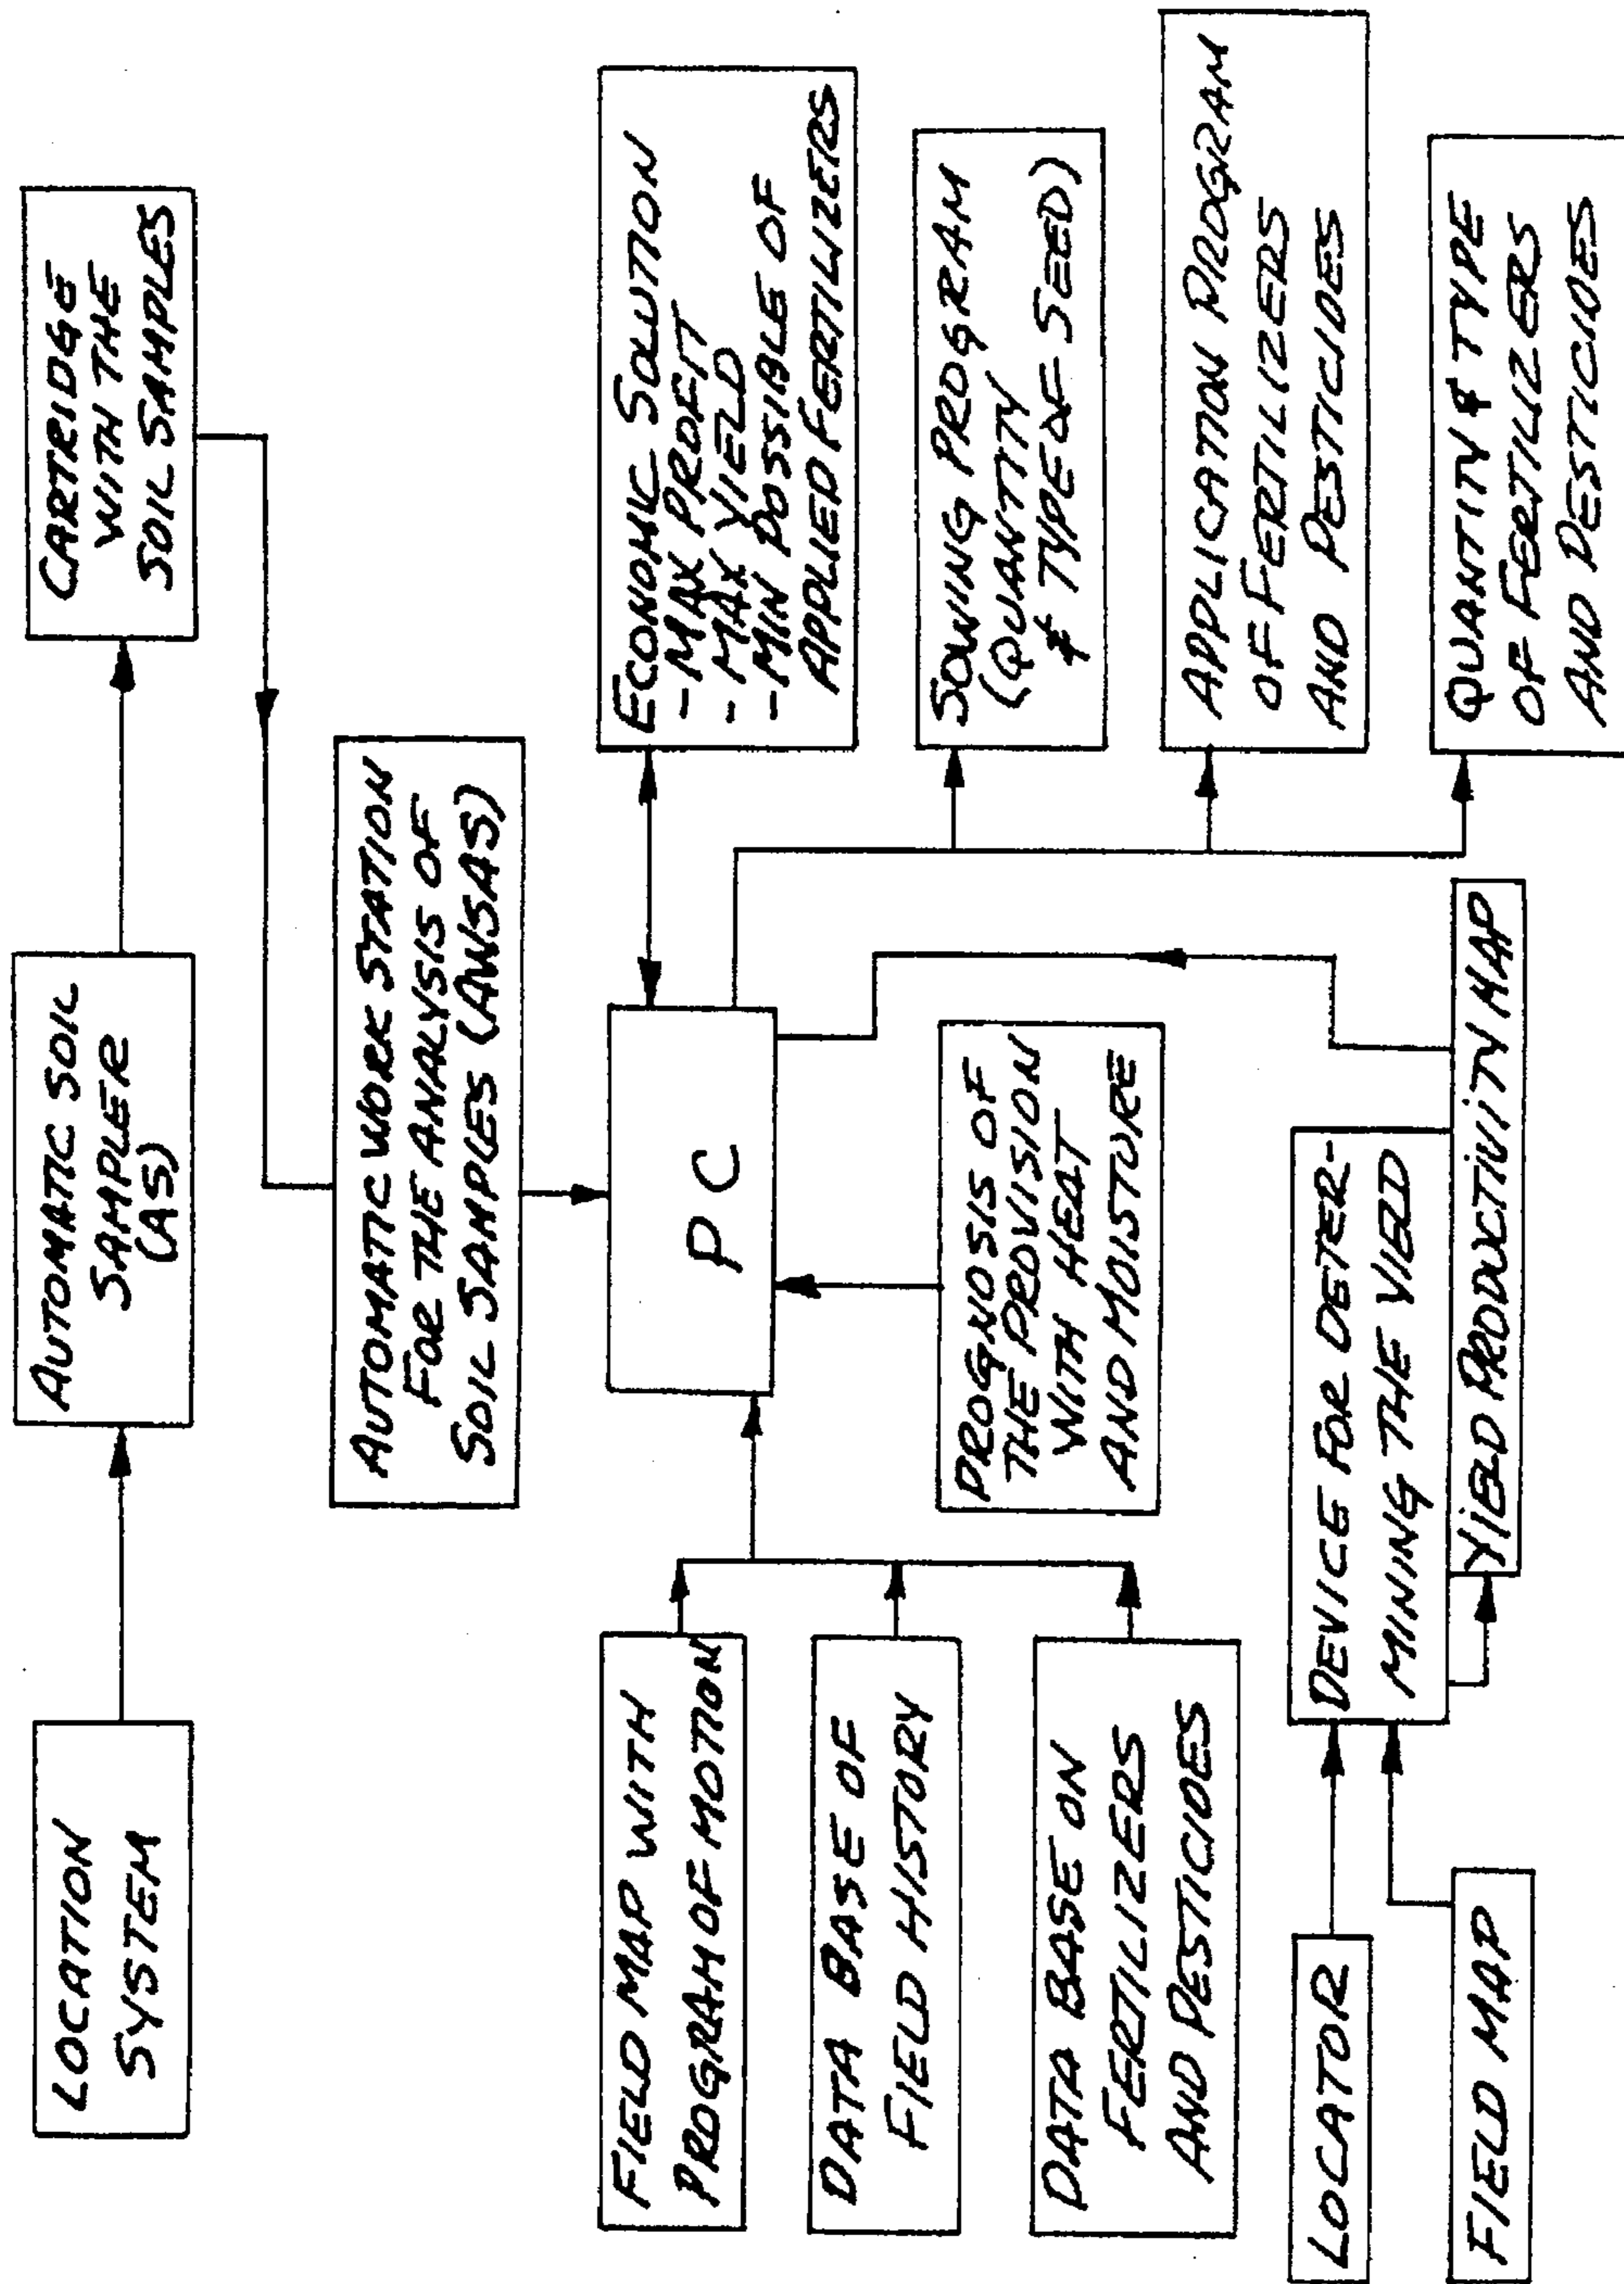 LOCATION
SYSTEM
AUTOMATIC SOIL
SAMPLER
(AS)
CARTRIDGE
WITH THE
SOIL SAMPLES
AUTOMATIC WORK STATION
FOR THE ANALYSIS OF
SOIL SAMPLES (AWSAS)
FIELD MAP WITH
PROGRAM OF MOTION
DATA BASE OF
FIELD HISTORY
DATA BASE ON
FERTILIZERS
AND PESTICIDES
PC
PROGNOSIS OF
THE PROVISION
WITH HEAT
AND MOISTURE
ECONOMIC SOLUTION
- MAX PROFIT
- MAX YIELD
- MIN POSSIBLE OF
APPLIED FERTILIZERS
SOWING PROGRAM
(QUANTITY
& TYPE OF SEED)
APPLICATION PROGRAM
OF FERTILIZERS
AND PESTICIDES
QUANTITY & TYPE
OF FERTILIZERS
AND PESTICIDES
LOCATOR
FIELD MAP
DEVICE FOR DETER-
MINING THE YIELD
YIELD PRODUCTIVITY MAP